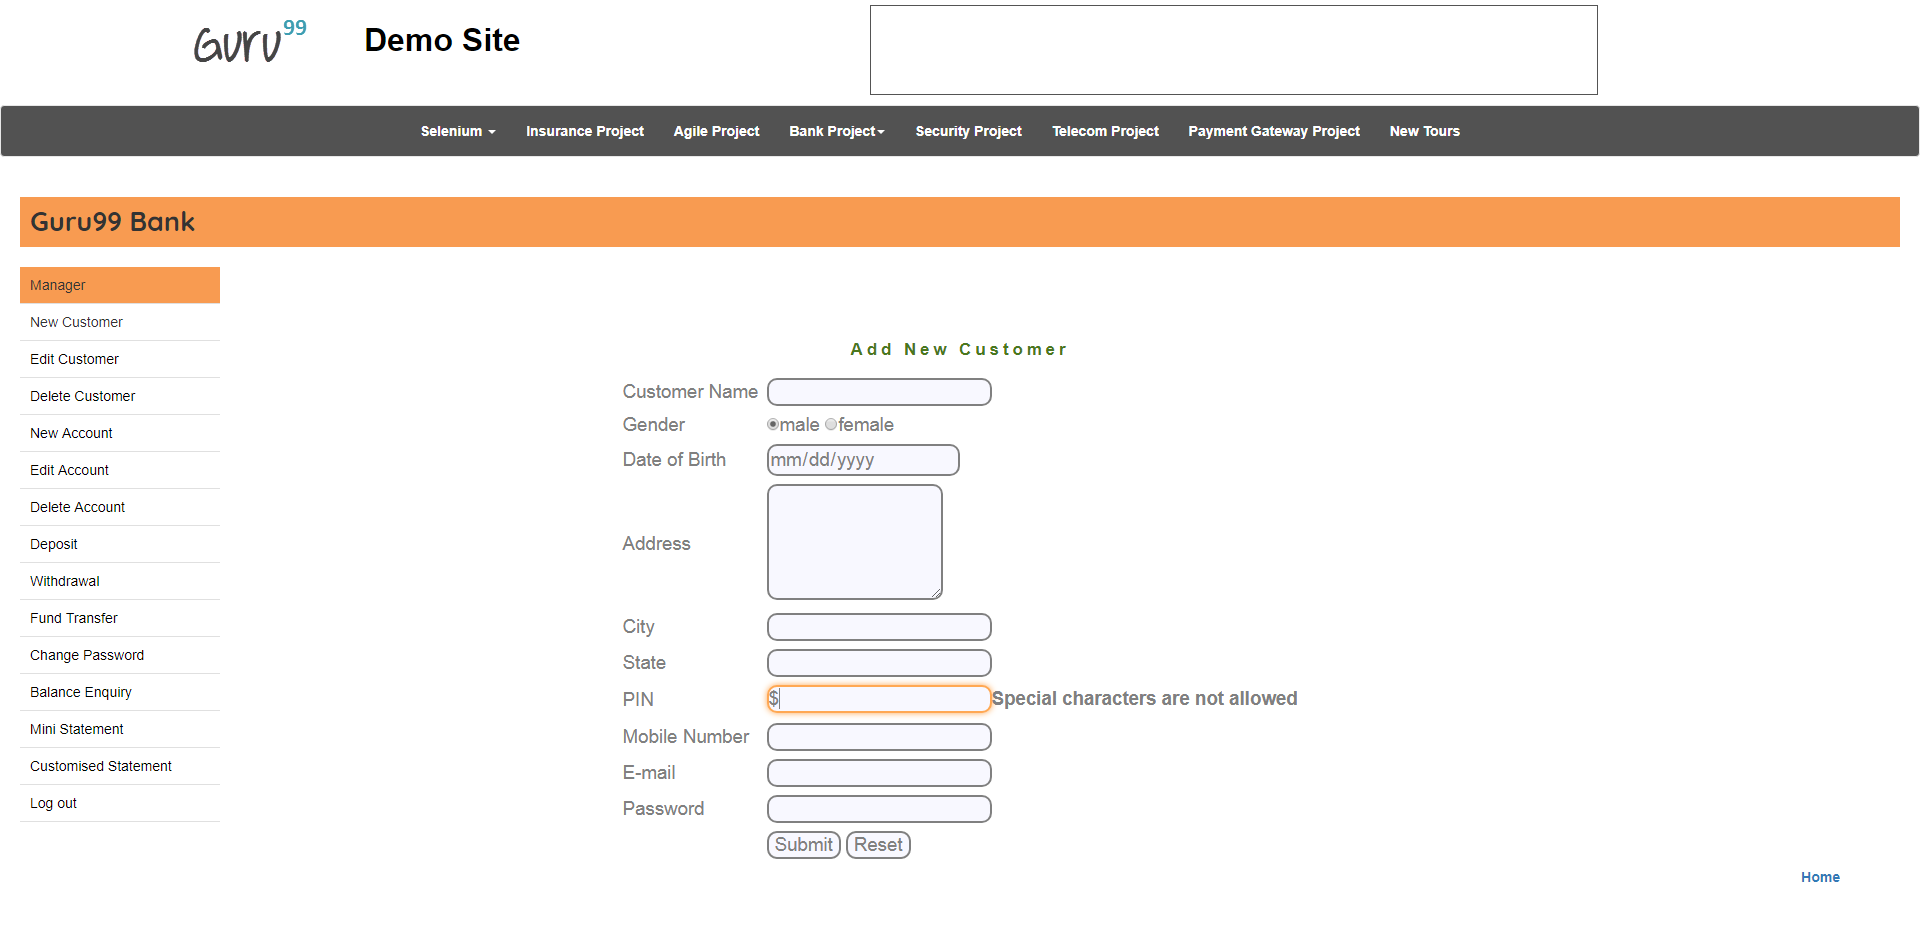 Guru99 Demo Site
Selenium Insurance Project Agile Project Bank Project Security Project Telecom Project Payment Gateway Project New Tours
Guru99 Bank
Manager
New Customer
Edit Customer
Delete Customer
New Account
Edit Account
Delete Account
Deposit
Withdrawal
Fund Transfer
Change Password
Balance Enquiry
Mini Statement
Customised Statement
Log out
Add New Customer
Customer Name
Gender male female
Date of Birth mm/dd/yyyy
Address
City
State
PIN $ Special characters are not allowed
Mobile Number
E-mail
Password
Submit Reset
Home